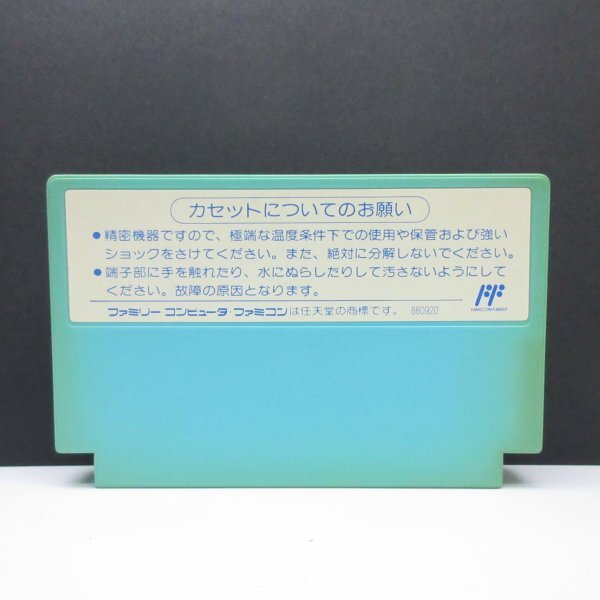 カセットについてのお願い
●精密機器ですので、極端な温度条件下での使用や保管および強い
ショックをさけてください。また、絶対に分解しないでください。
●端子部に手を触れたり、水にぬらしたりして汚さないようにして
ください。故障の原因となります。
ファミリーコンピュータ・ファミコンは任天堂の商標です。 880920